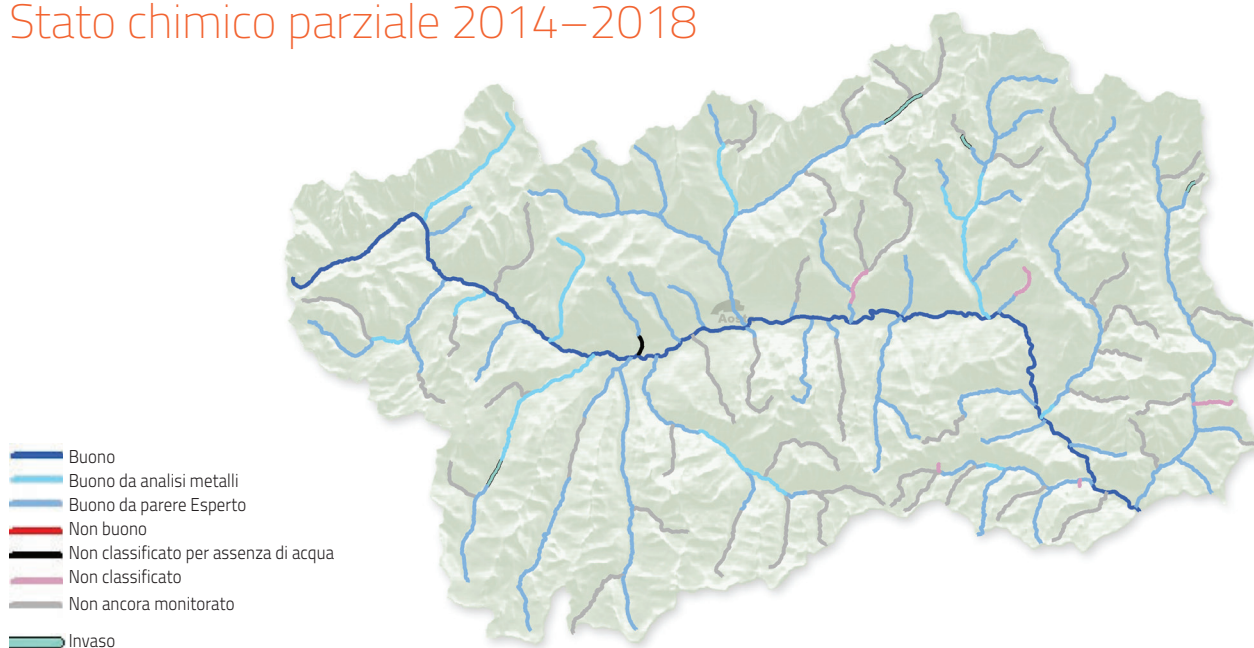 Stato chimico parziale 2014–2018
Aosta
Buono
Buono da analisi metalli
Buono da parere Esperto
Non buono
Non classificato per assenza di acqua
Non classificato
Non ancora monitorato
Invaso